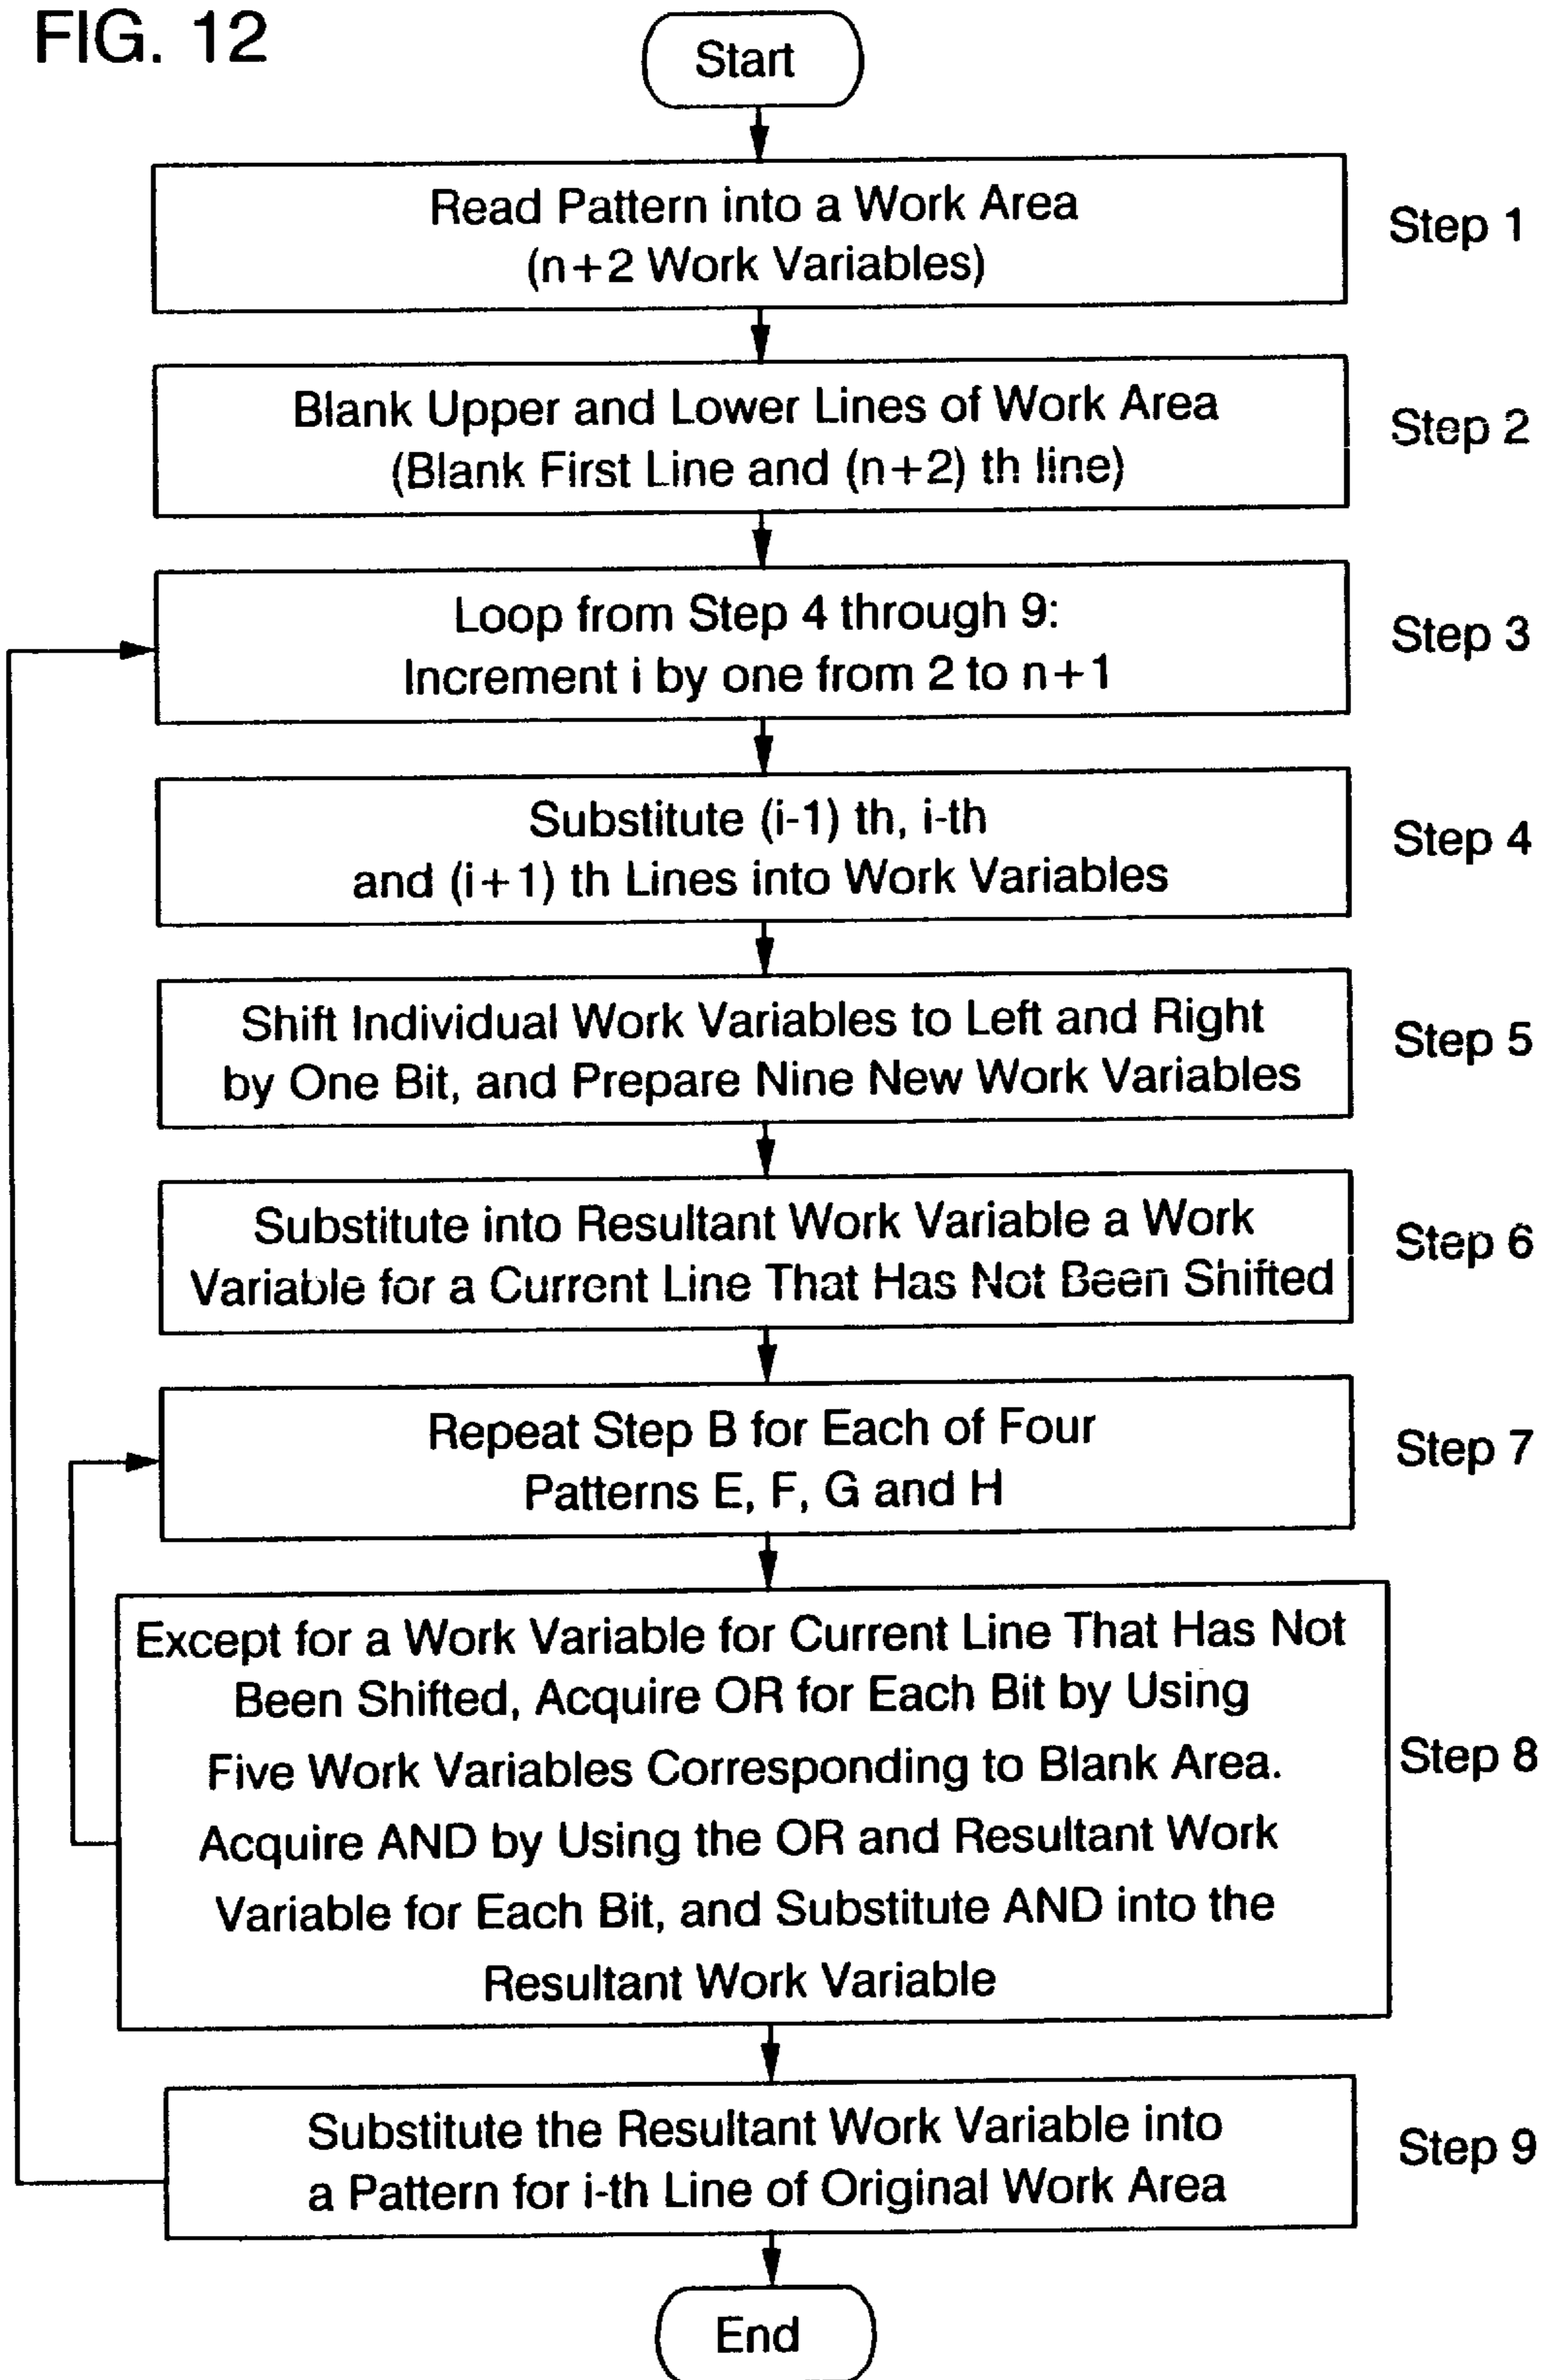 FIG. 12
Start
Read Pattern into a Work Area
(n+2 Work Variables)
Step 1
Blank Upper and Lower Lines of Work Area
(Blank First Line and (n+2) th line)
Step 2
Loop from Step 4 through 9:
Increment i by one from 2 to n+1
Step 3
Substitute (i-1) th, i-th
and (i+1) th Lines into Work Variables
Step 4
Shift Individual Work Variables to Left and Right
by One Bit, and Prepare Nine New Work Variables
Step 5
Substitute into Resultant Work Variable a Work
Variable for a Current Line That Has Not Been Shifted
Step 6
Repeat Step B for Each of Four
Patterns E, F, G and H
Step 7
Except for a Work Variable for Current Line That Has Not
Been Shifted, Acquire OR for Each Bit by Using
Five Work Variables Corresponding to Blank Area.
Acquire AND by Using the OR and Resultant Work
Variable for Each Bit, and Substitute AND into the
Resultant Work Variable
Step 8
Substitute the Resultant Work Variable into
a Pattern for i-th Line of Original Work Area
Step 9
End